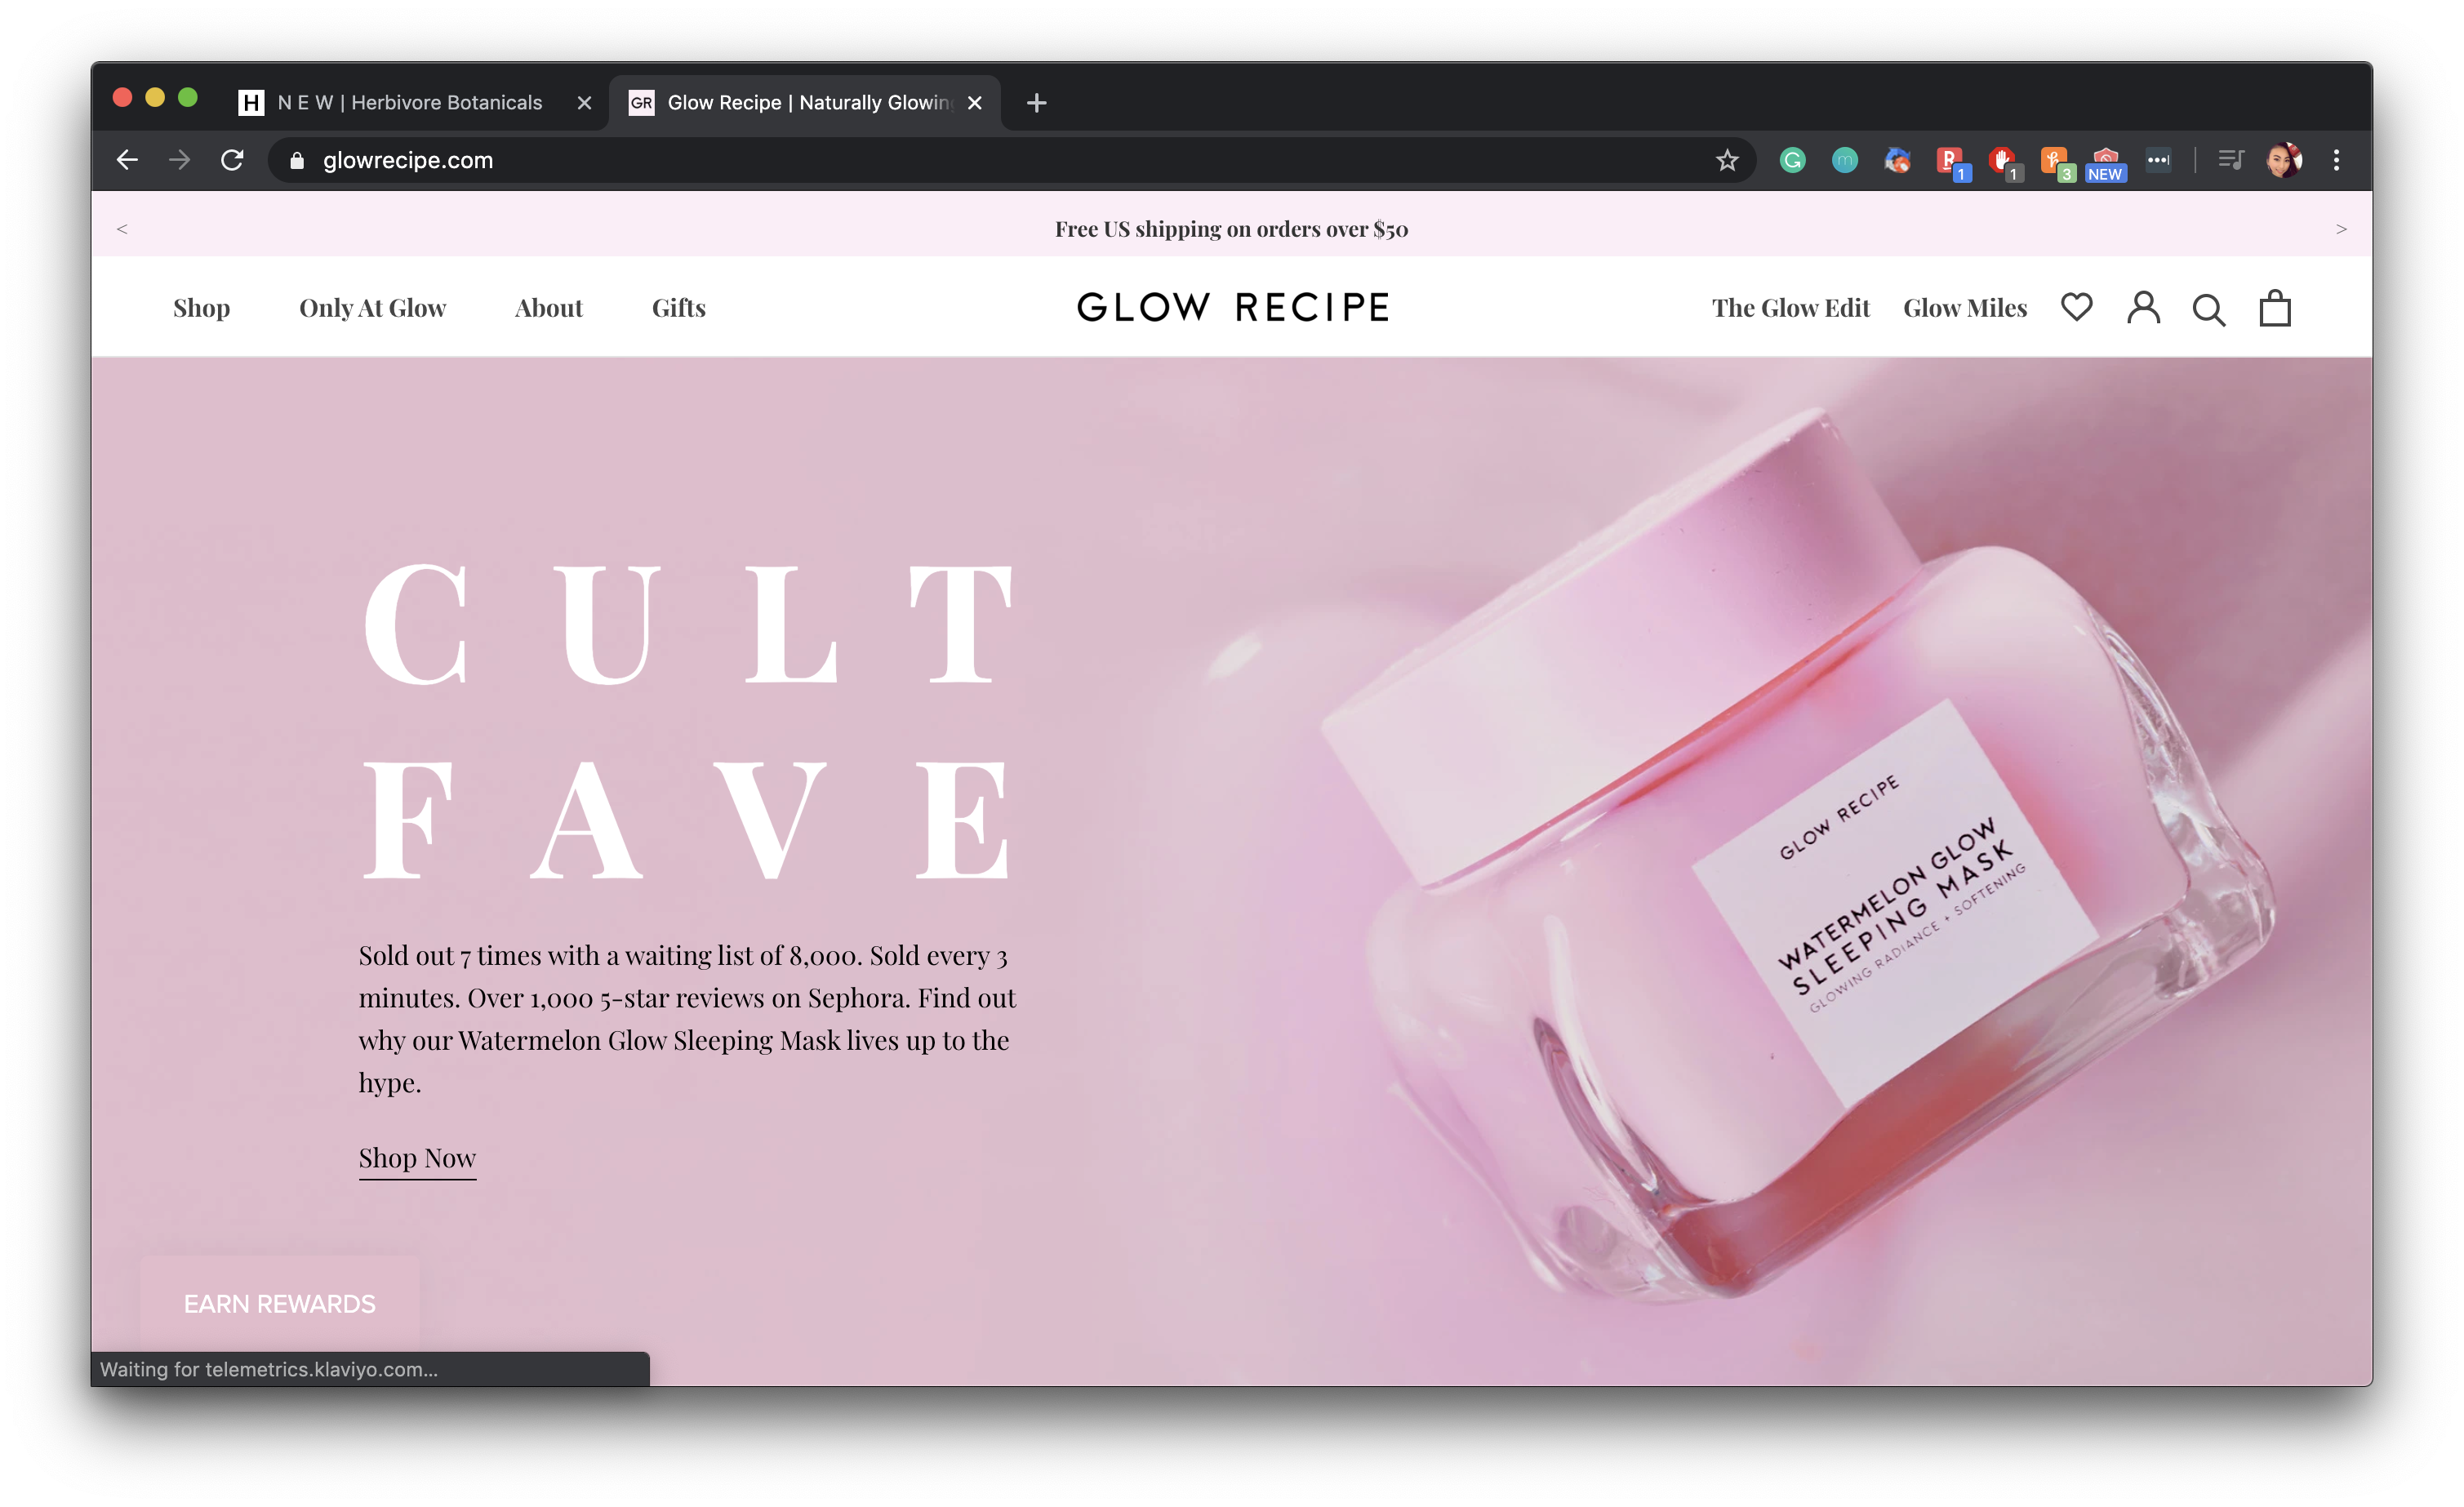 H N E W | Herbivore Botanicals
GR Glow Recipe | Naturally Glowing
glowrecipe.com
1
1
3
NEW
< Free US shipping on orders over $50 >
Shop Only At Glow About Gifts GLOW RECIPE The Glow Edit Glow Miles
CULT
FAVE
Sold out 7 times with a waiting list of 8,000. Sold every 3
minutes. Over 1,000 5-star reviews on Sephora. Find out
why our Watermelon Glow Sleeping Mask lives up to the
hype.
Shop Now
GLOW RECIPE
WATERMELON GLOW
SLEEPING MASK
GLOWING RADIANCE + SOFTENING
EARN REWARDS
Waiting for telemetrics.klaviyo.com...